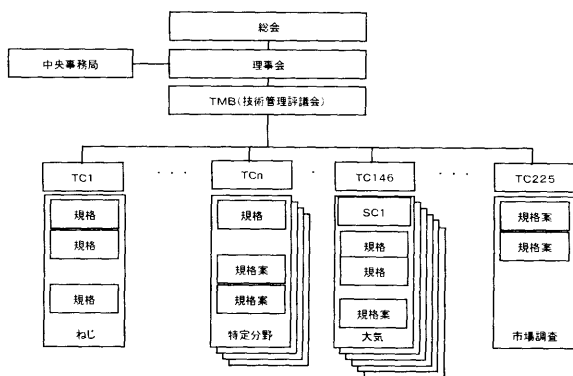 総会
中央事務局
理事会
TMB(技術管理評議会)
TC1
・・・
TCn
・
TC146
・・・
TC225
規格
規格
規格
ねじ
規格
規格案
規格案
特定分野
SC1
規格
規格
規格案
大気
規格案
規格案
市場調査